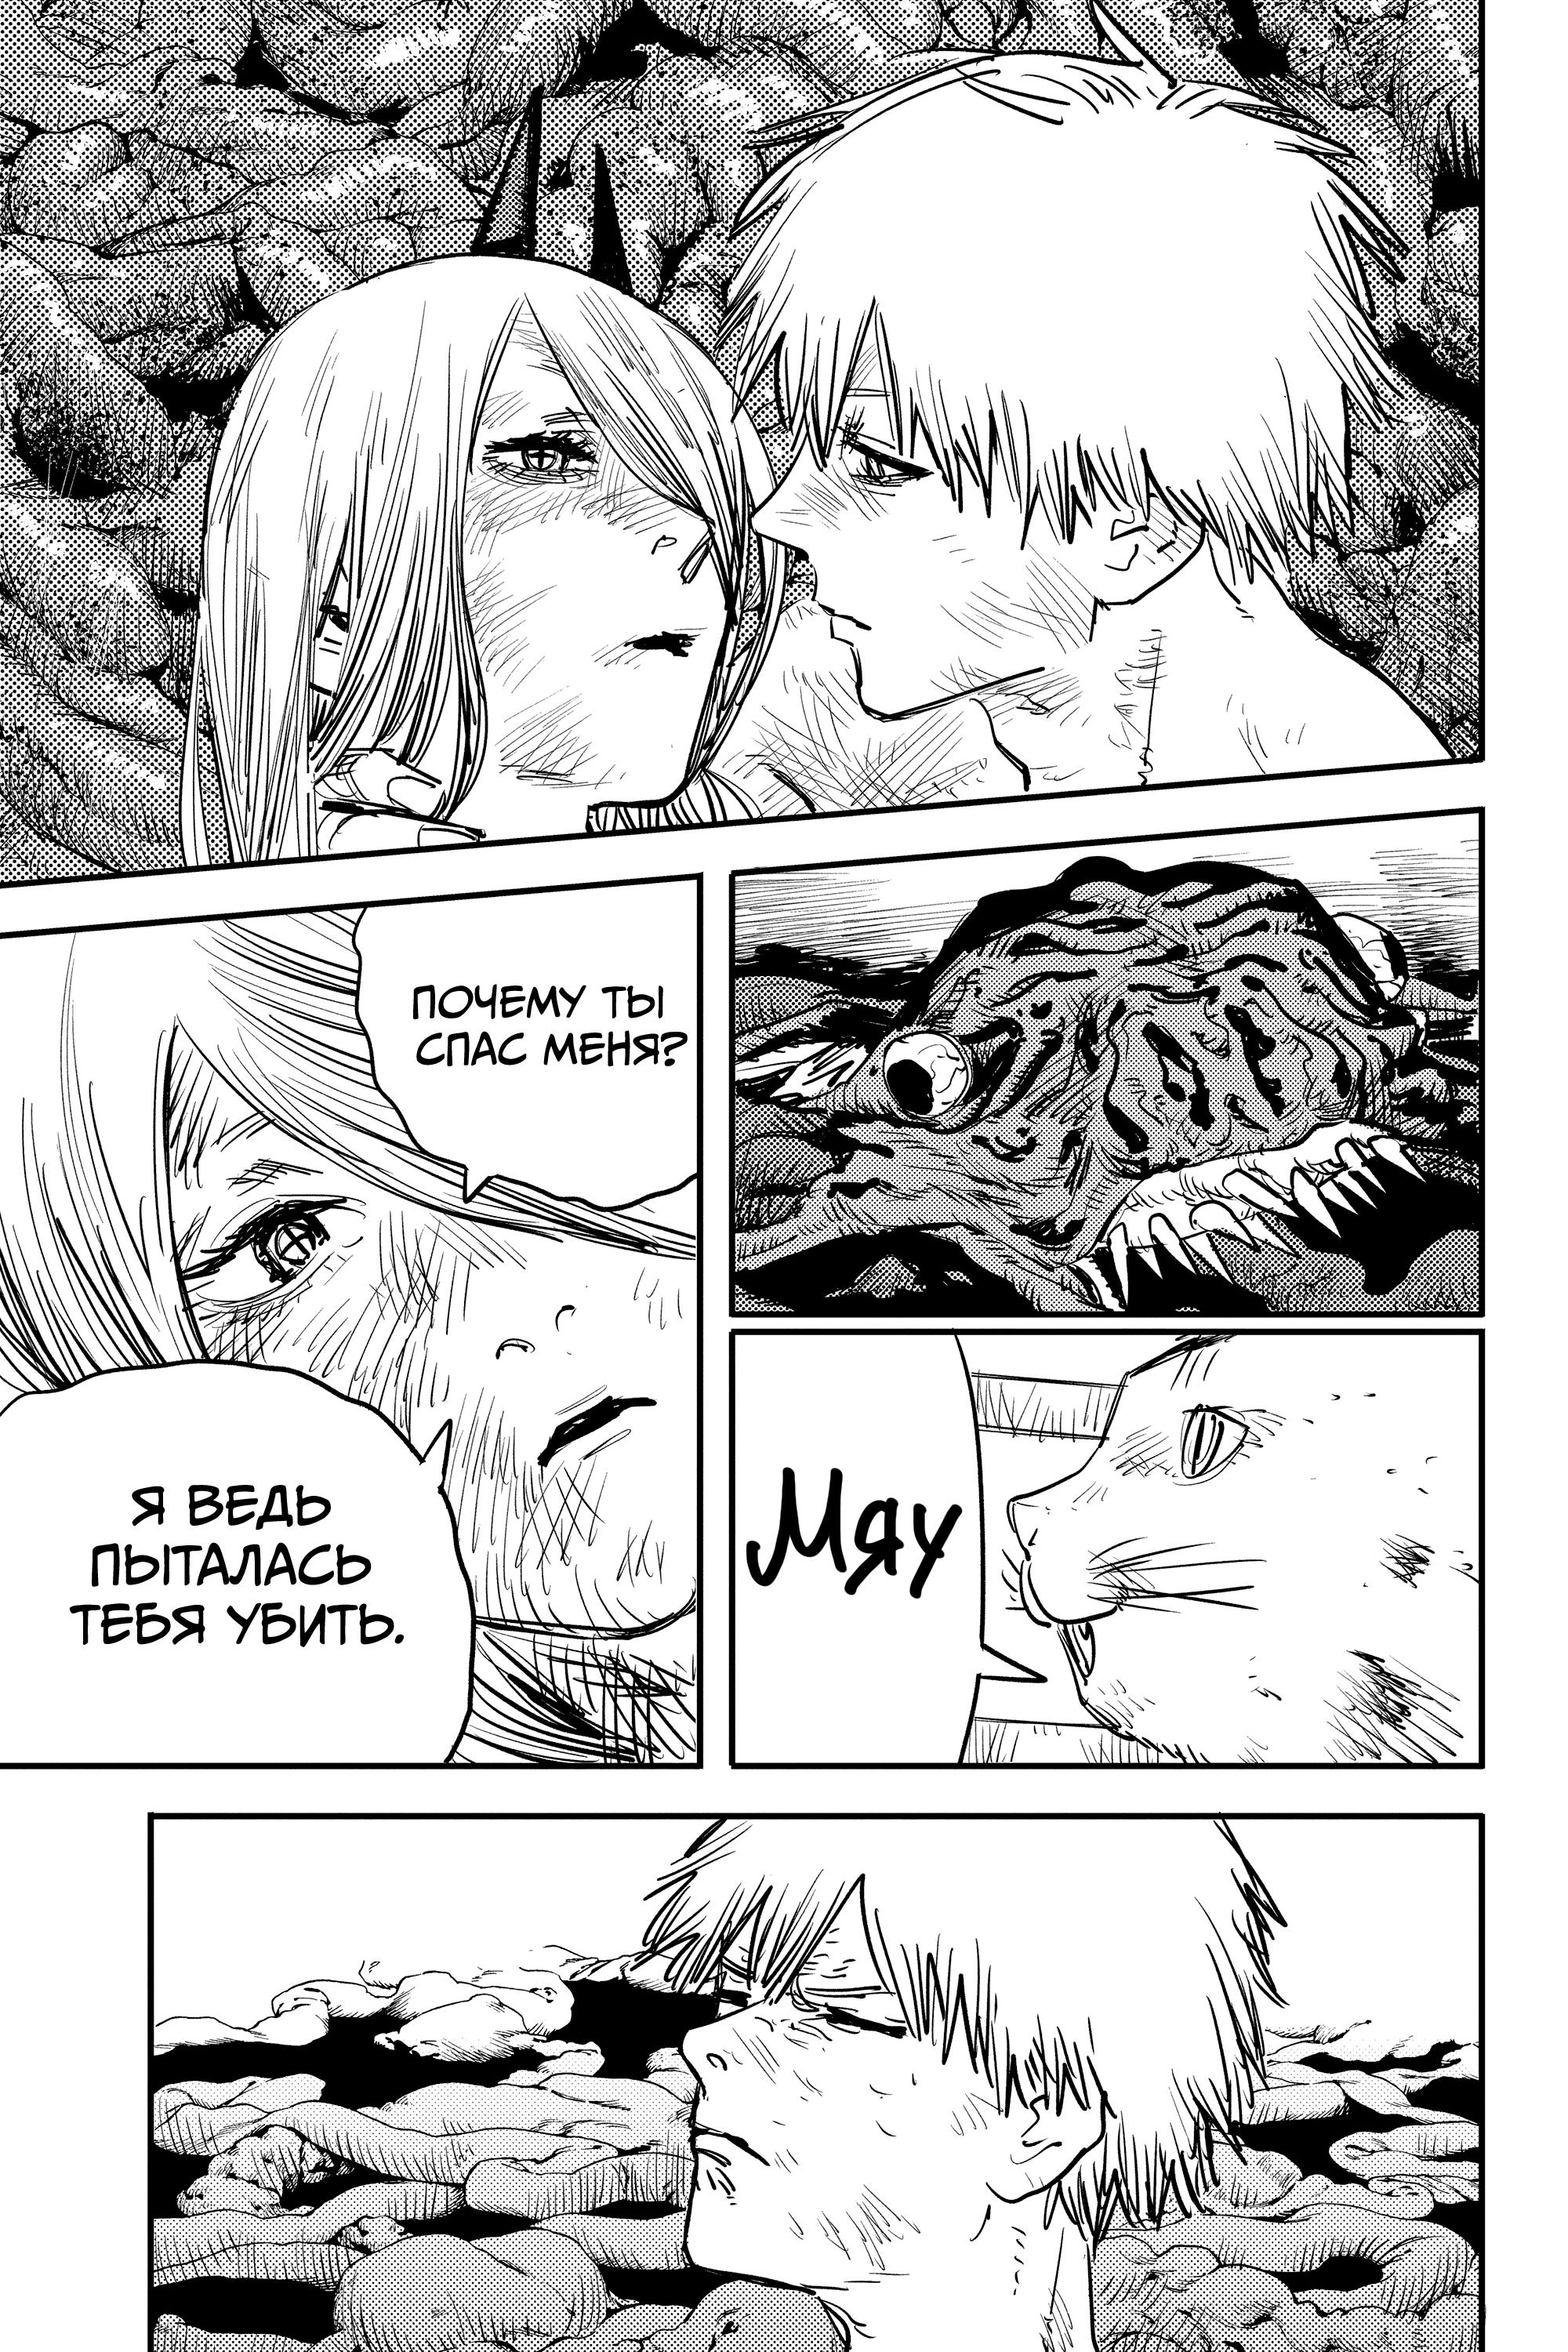 Мяу
ПОЧЕМУ ТЫ
СПАС МЕНЯ?
Я ВЕДЬ
ПЫТАЛАСЬ
ТЕБЯ УБИТЬ.